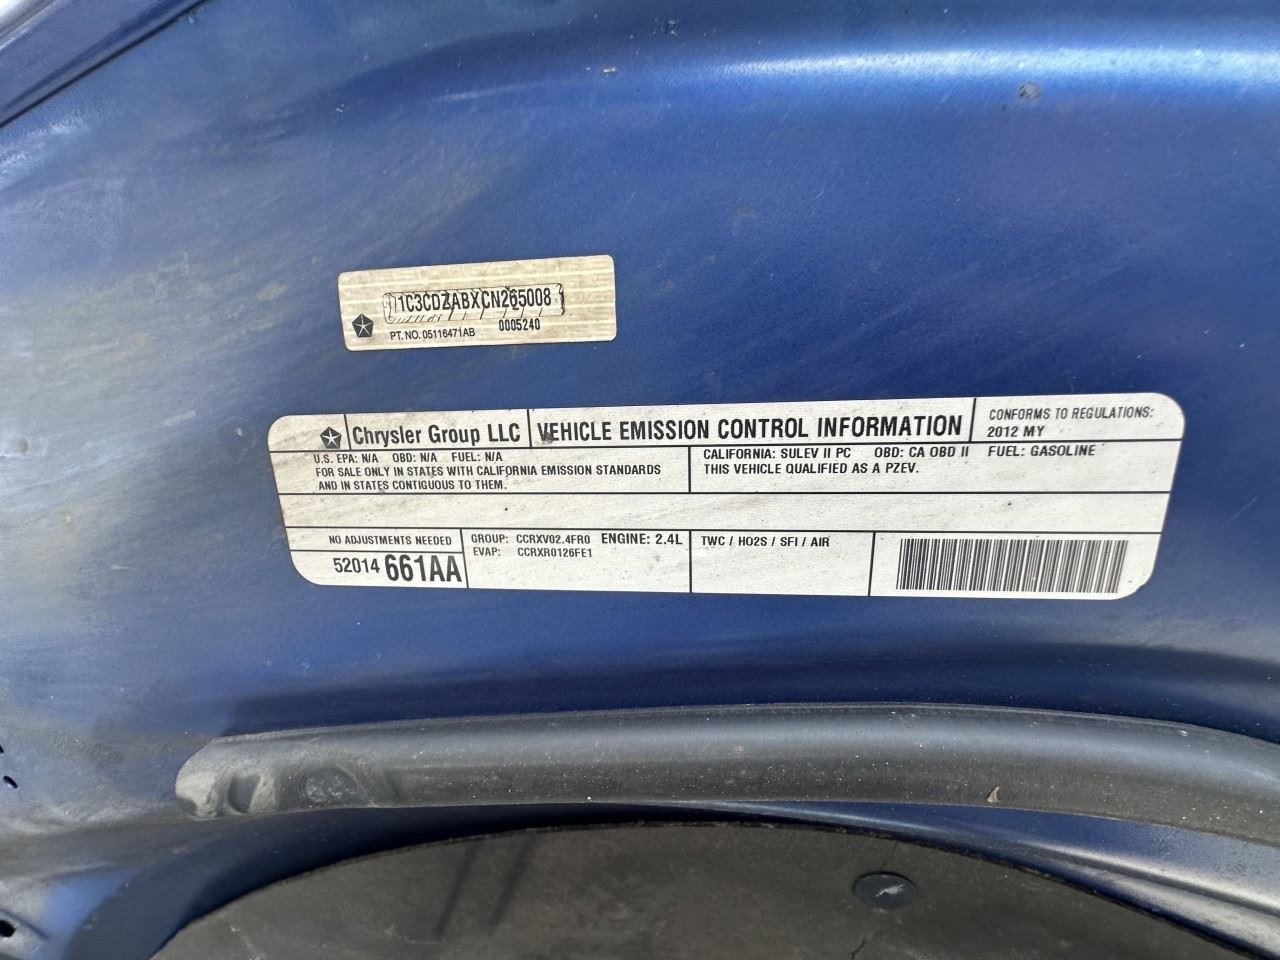 1C3CDZABXCN265008
PT. NO. 05116471AB 0005240
Chrysler Group LLC VEHICLE EMISSION CONTROL INFORMATION
CONFORMS TO REGULATIONS:
2012 MY
U.S. EPA: N/A OBD: N/A FUEL: N/A
FOR SALE ONLY IN STATES WITH CALIFORNIA EMISSION STANDARDS
AND IN STATES CONTIGUOUS TO THEM.
CALIFORNIA: SULEV II PC OBD: CA OBD II FUEL: GASOLINE
THIS VEHICLE QUALIFIED AS A PZEV.
NO ADJUSTMENTS NEEDED
52014 661AA
GROUP: CCRXV02.4FR0 ENGINE: 2.4L
EVAP: CCRXR0126FE1
TWC / HO2S / SFI / AIR